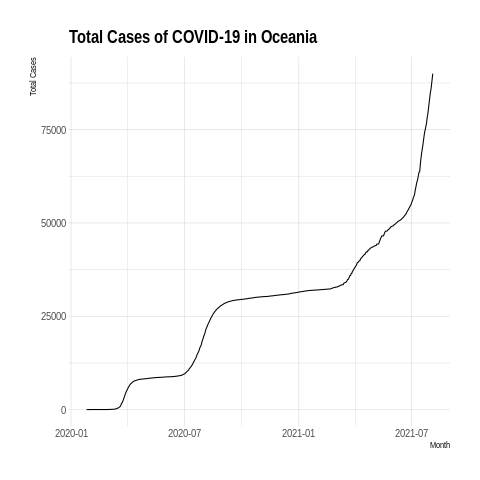 Total Cases of COVID-19 in Oceania
Total Cases
75000
50000
25000
0
2020-01 2020-07 2021-01 2021-07
Month